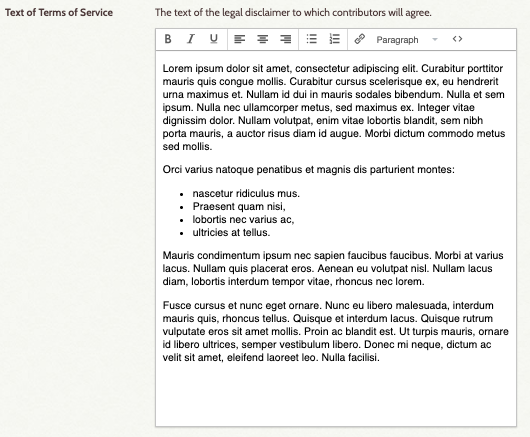 Text of Terms of Service
The text of the legal disclaimer to which contributors will agree.
B I U Paragraph <>
Lorem ipsum dolor sit amet, consectetur adipiscing elit. Curabitur porttitor
mauris quis congue mollis. Curabitur cursus scelerisque ex, eu hendrerit
urna maximus et. Nullam id dui in mauris sodales bibendum. Nulla et sem
ipsum. Nulla nec ullamcorper metus, sed maximus ex. Integer vitae
dignissim dolor. Nullam volutpat, enim vitae lobortis blandit, sem nibh
porta mauris, a auctor risus diam id augue. Morbi dictum commodo metus
sed mollis.
Orci varius natoque penatibus et magnis dis parturient montes:
• nascetur ridiculus mus.
• Praesent quam nisi,
• lobortis nec varius ac,
• ultricies at tellus.
Mauris condimentum ipsum nec sapien faucibus faucibus. Morbi at varius
lacus. Nullam quis placerat eros. Aenean eu volutpat nisl. Nullam lacus
diam, lobortis interdum tempor vitae, rhoncus nec lorem.
Fusce cursus et nunc eget ornare. Nunc eu libero malesuada, interdum
mauris quis, rhoncus tellus. Quisque et interdum lacus. Quisque rutrum
vulputate eros sit amet mollis. Proin ac blandit est. Ut turpis mauris, ornare
id libero ultrices, semper vestibulum libero. Donec mi neque, dictum ac
velit sit amet, eleifend laoreet leo. Nulla facilisi.